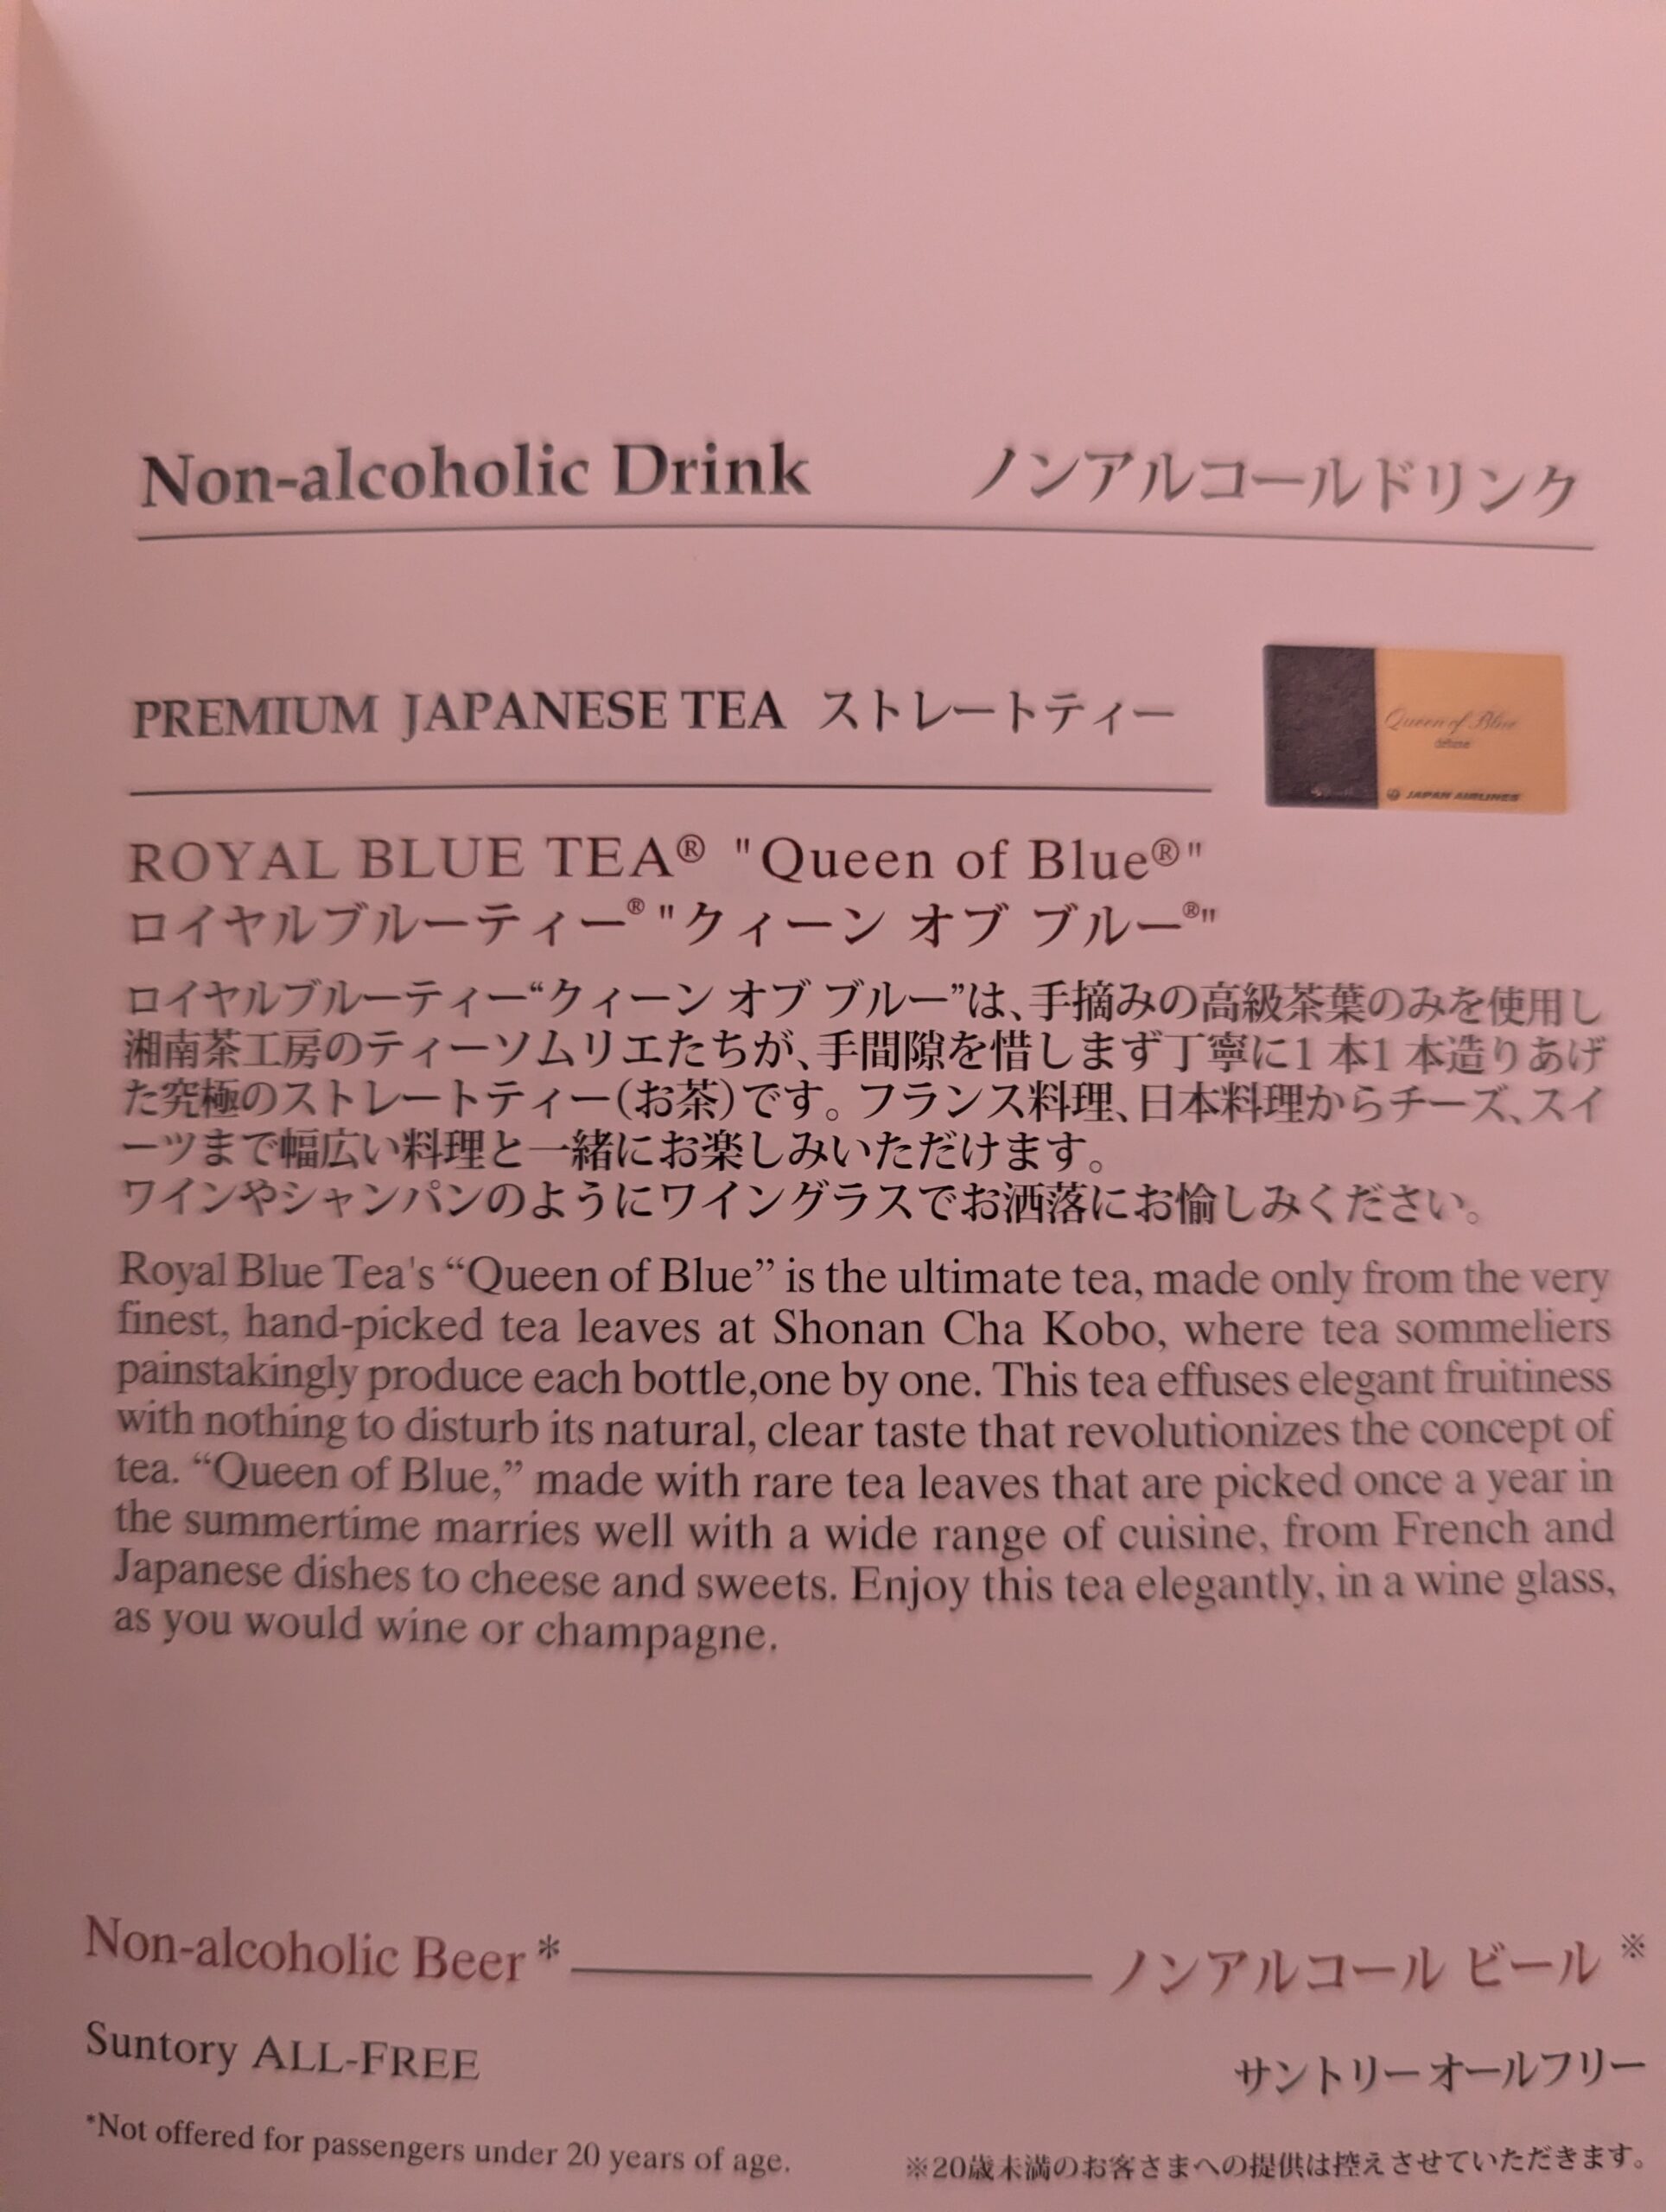 Non-alcoholic Drink ノンアルコールドリンク
PREMIUM JAPANESE TEA ストレートティー
Queen of Blue
deluxe
JAPAN AIRLINES
ROYAL BLUE TEA® "Queen of Blue®"
ロイヤルブルーティー®"クィーン オブ ブルー®"
ロイヤルブルーティー“クィーン オブ ブルー”は、手摘みの高級茶葉のみを使用し
湘南茶工房のティーソムリエたちが、手間隙を惜しまず丁寧に1本1本造りあげ
た究極のストレートティー(お茶)です。フランス料理、日本料理からチーズ、スイ
ーツまで幅広い料理と一緒にお楽しみいただけます。
ワインやシャンパンのようにワイングラスでお洒落にお愉しみください。
Royal Blue Tea's “Queen of Blue” is the ultimate tea, made only from the very
finest, hand-picked tea leaves at Shonan Cha Kobo, where tea sommeliers
painstakingly produce each bottle,one by one. This tea effuses elegant fruitiness
with nothing to disturb its natural, clear taste that revolutionizes the concept of
tea. “Queen of Blue,” made with rare tea leaves that are picked once a year in
the summertime marries well with a wide range of cuisine, from French and
Japanese dishes to cheese and sweets. Enjoy this tea elegantly, in a wine glass,
as you would wine or champagne.
Non-alcoholic Beer* ノンアルコール ビール ※
Suntory ALL-FREE サントリー オールフリー
*Not offered for passengers under 20 years of age. ※20歳未満のお客さまへの提供は控えさせていただきます。